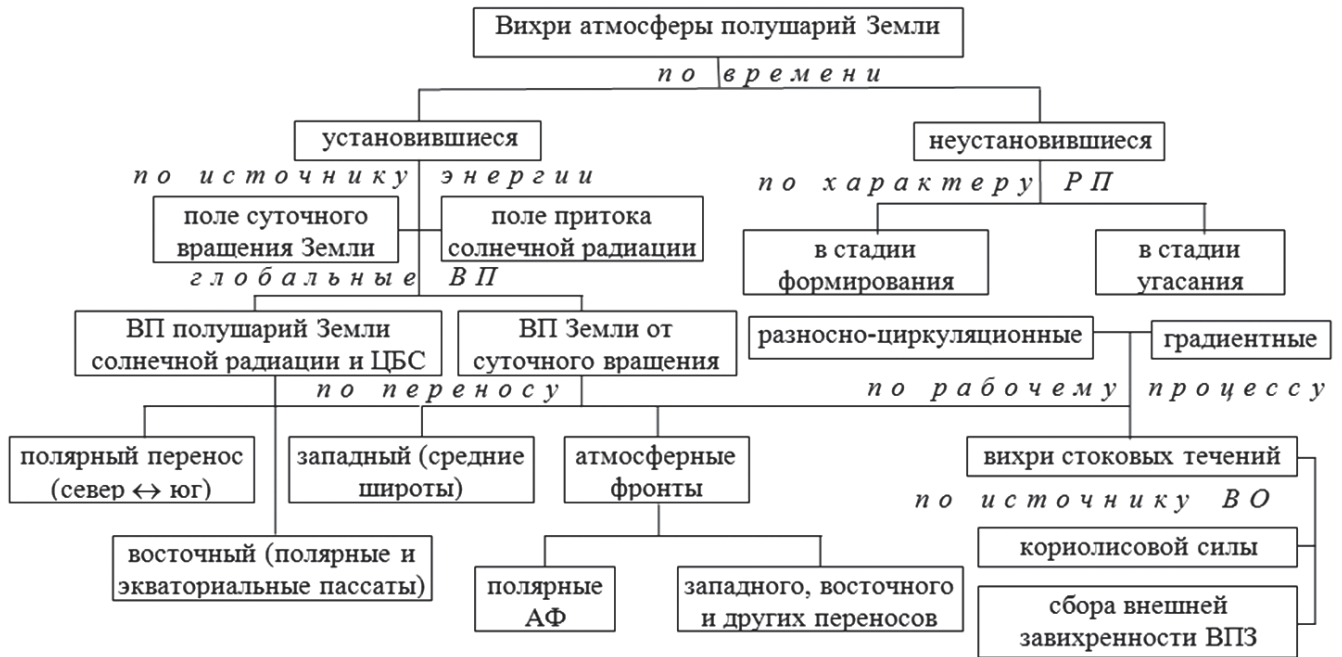 Вихри атмосферы полушарий Земли
по времени
установившиеся
неустановившиеся
по источнику энергии
по характеру РП
поле суточного
вращения Земли
поле притока
солнечной радиации
в стадии
формирования
в стадии
угасания
глобальные ВП
ВП полушарий Земли
солнечной радиации и ЦБС
ВП Земли от
суточного вращения
разносно-циркуляционные
градиентные
по переносу
по рабочему процессу
полярный перенос
(север ↔ юг)
западный (средние
широты)
атмосферные
фронты
вихри стоковых течений
по источнику ВО
восточный (полярные и
экваториальные пассаты)
полярные
АФ
западного, восточного
и других переносов
кориолисовой силы
сбора внешней
завихренности ВПЗ